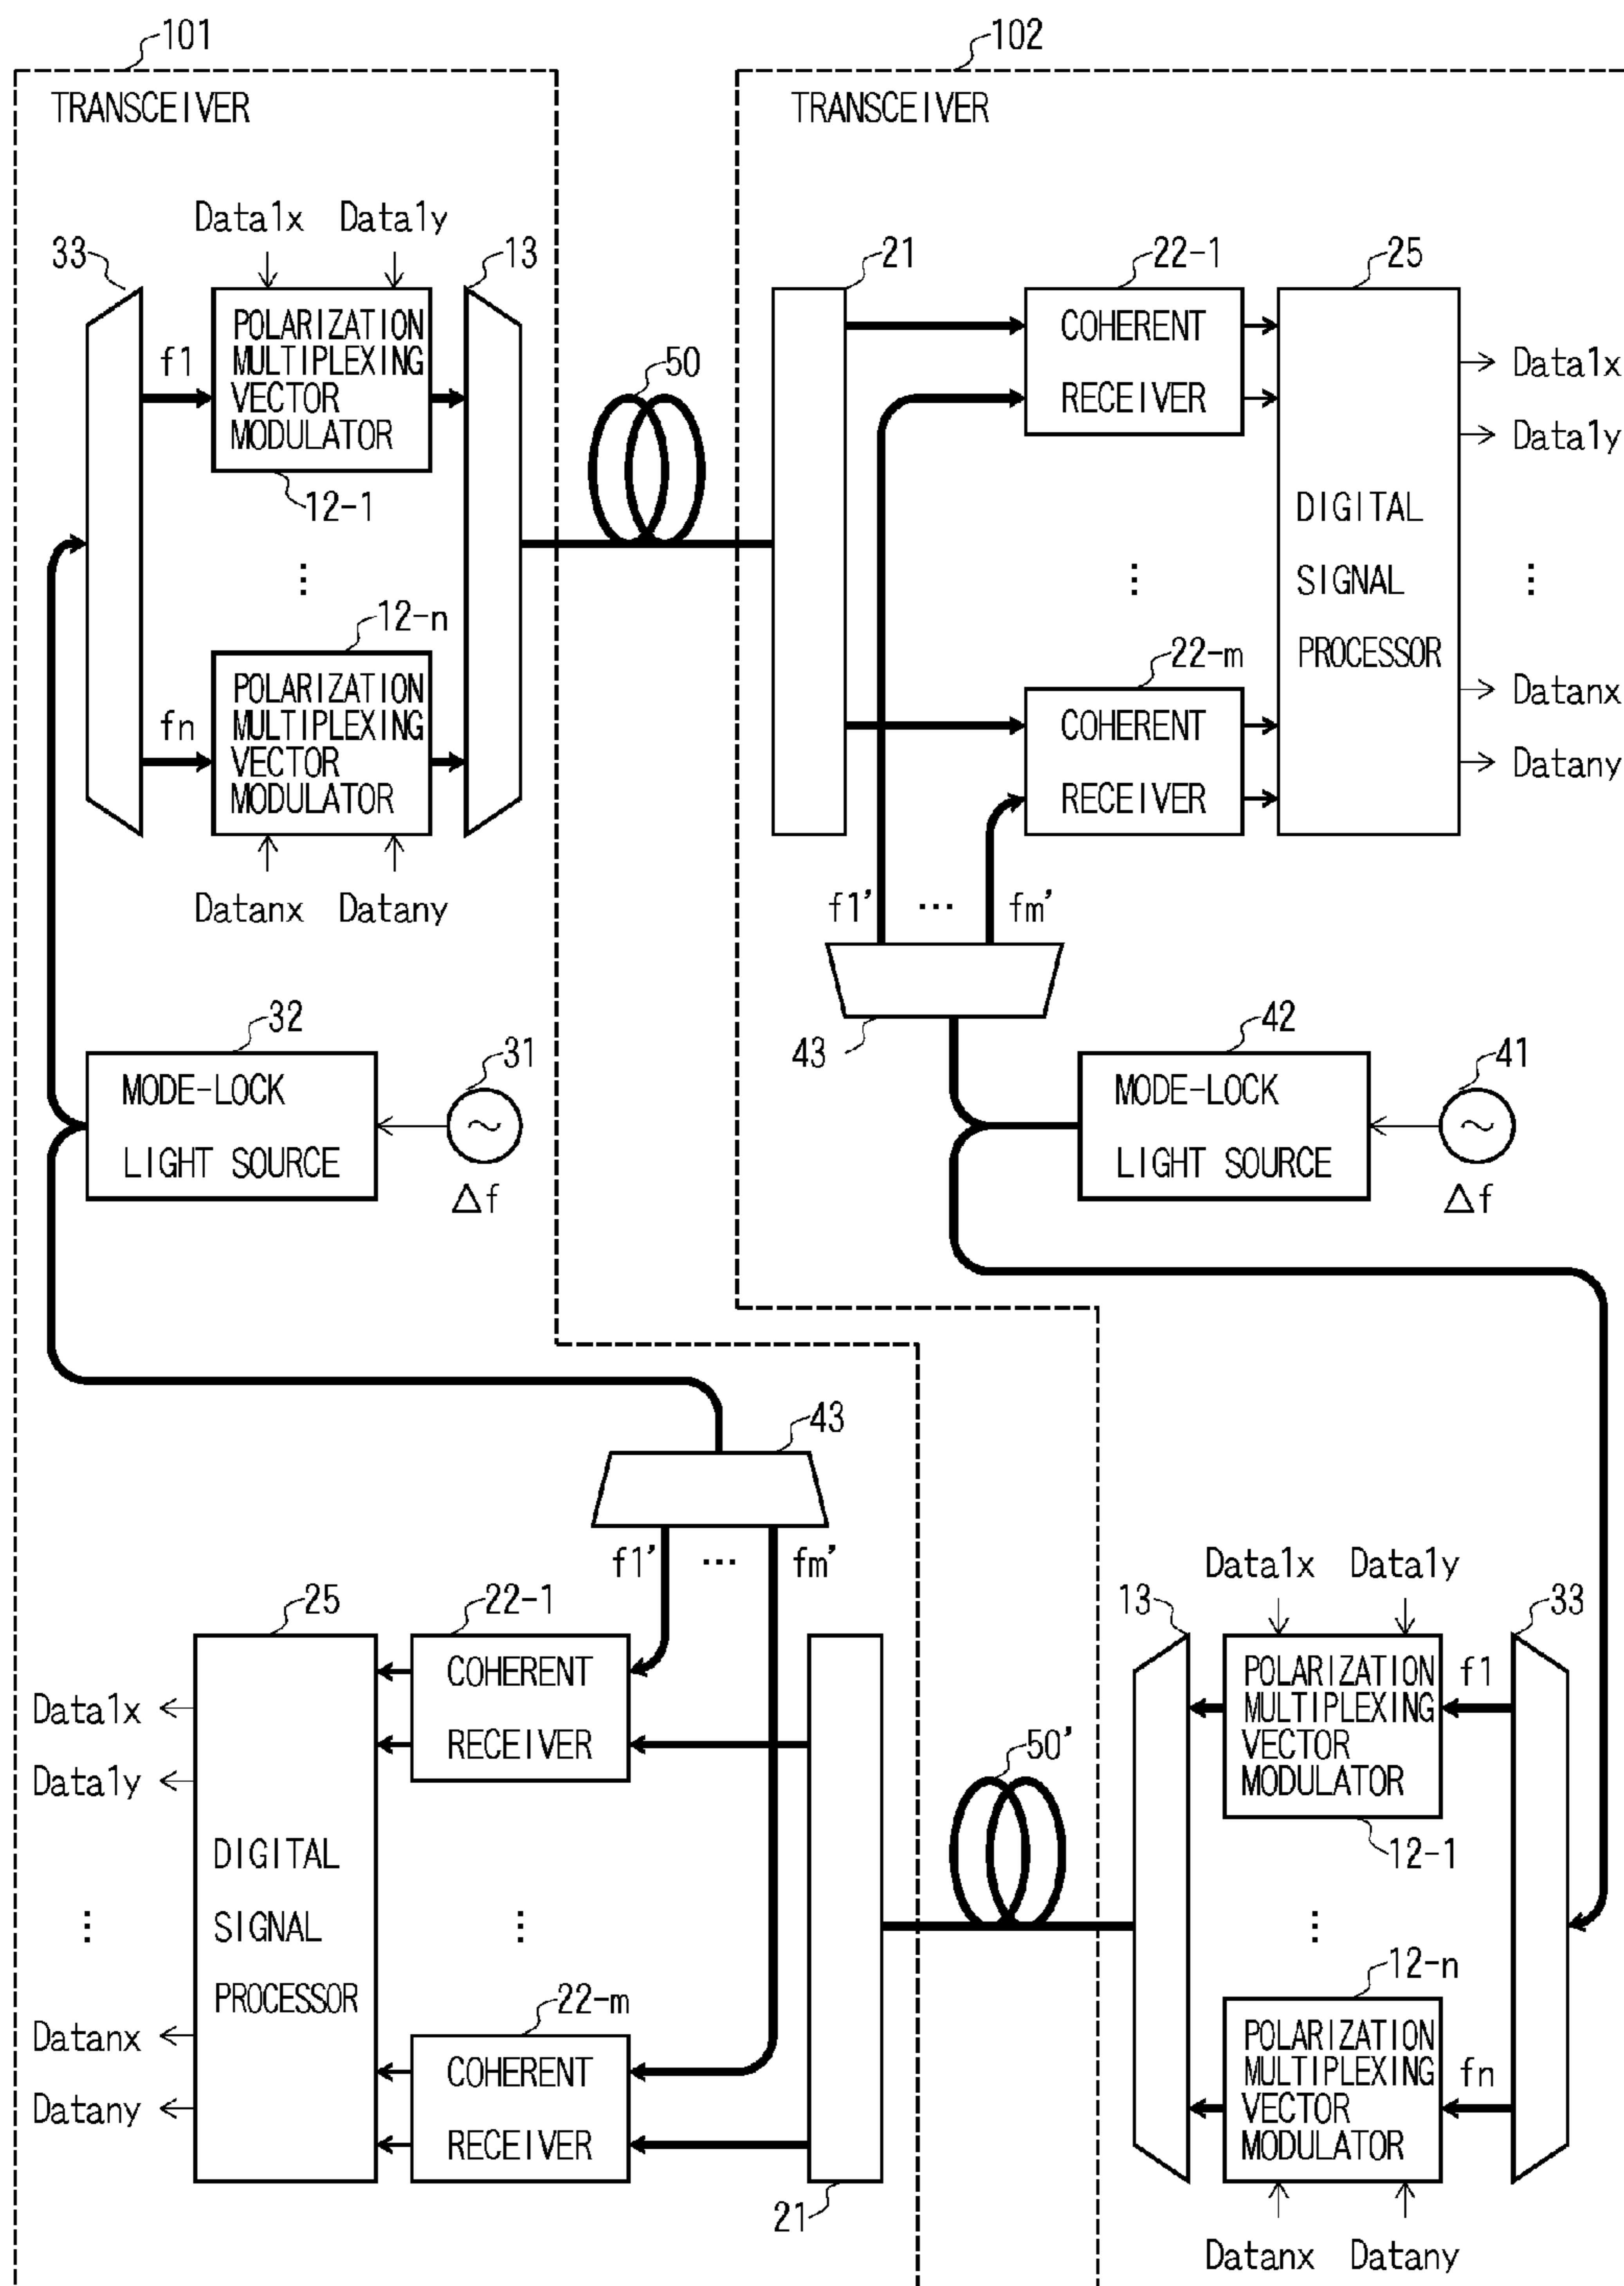 101
102
TRANSCEIVER
TRANSCEIVER
Data1x Data1y
33
13
21
22-1
25
f1
POLARIZATION
MULTIPLEXING
VECTOR
MODULATOR
12-1
50
COHERENT
RECEIVER
Data1x
Data1y
⋮
⋮
DIGITAL
SIGNAL
PROCESSOR
⋮
12-n
22-m
fn
POLARIZATION
MULTIPLEXING
VECTOR
MODULATOR
COHERENT
RECEIVER
Datanx
Datany
Datanx Datany
f1' ... fm'
43
32
MODE-LOCK
LIGHT SOURCE
31
~
Δf
42
MODE-LOCK
LIGHT SOURCE
41
~
Δf
43
f1' ... fm'
25
22-1
COHERENT
RECEIVER
Data1x
Data1y
DIGITAL
SIGNAL
PROCESSOR
⋮
⋮
22-m
COHERENT
RECEIVER
Datanx
Datany
21
50'
Data1x Data1y
13
33
POLARIZATION
MULTIPLEXING
VECTOR
MODULATOR
f1
12-1
⋮
12-n
POLARIZATION
MULTIPLEXING
VECTOR
MODULATOR
fn
Datanx Datany